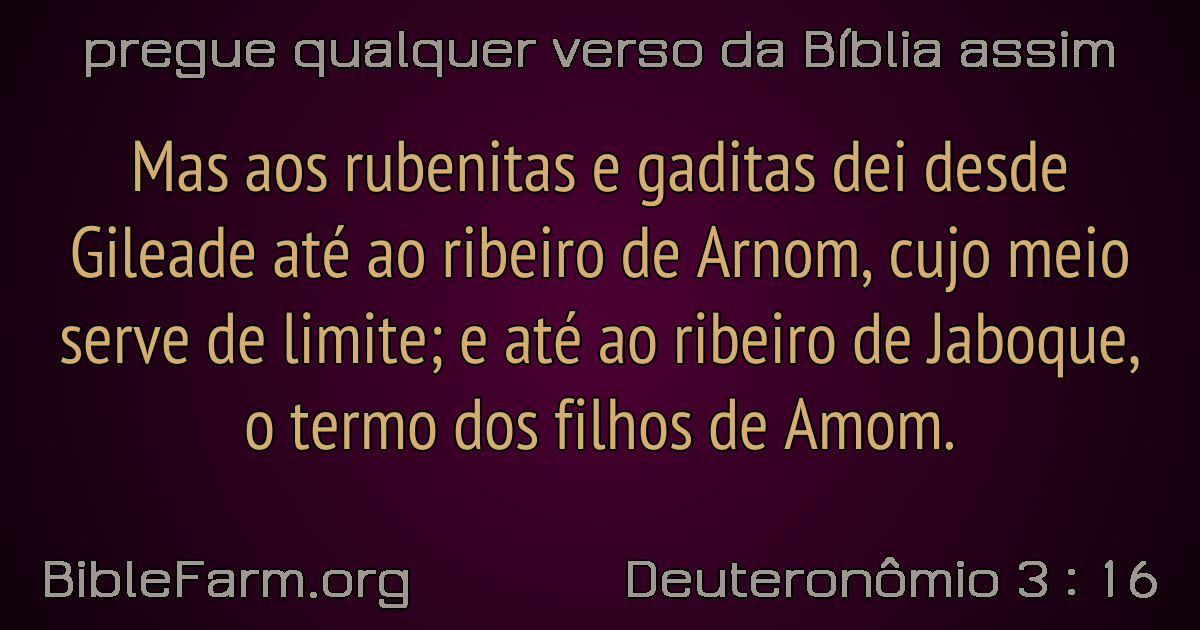 pregue qualquer verso da Bíblia assim
Mas aos rubenitas e gaditas dei desde
Gileade até ao ribeiro de Arnom, cujo meio
serve de limite; e até ao ribeiro de Jaboque,
o termo dos filhos de Amom.
BibleFarm.org
Deuteronômio 3 : 16